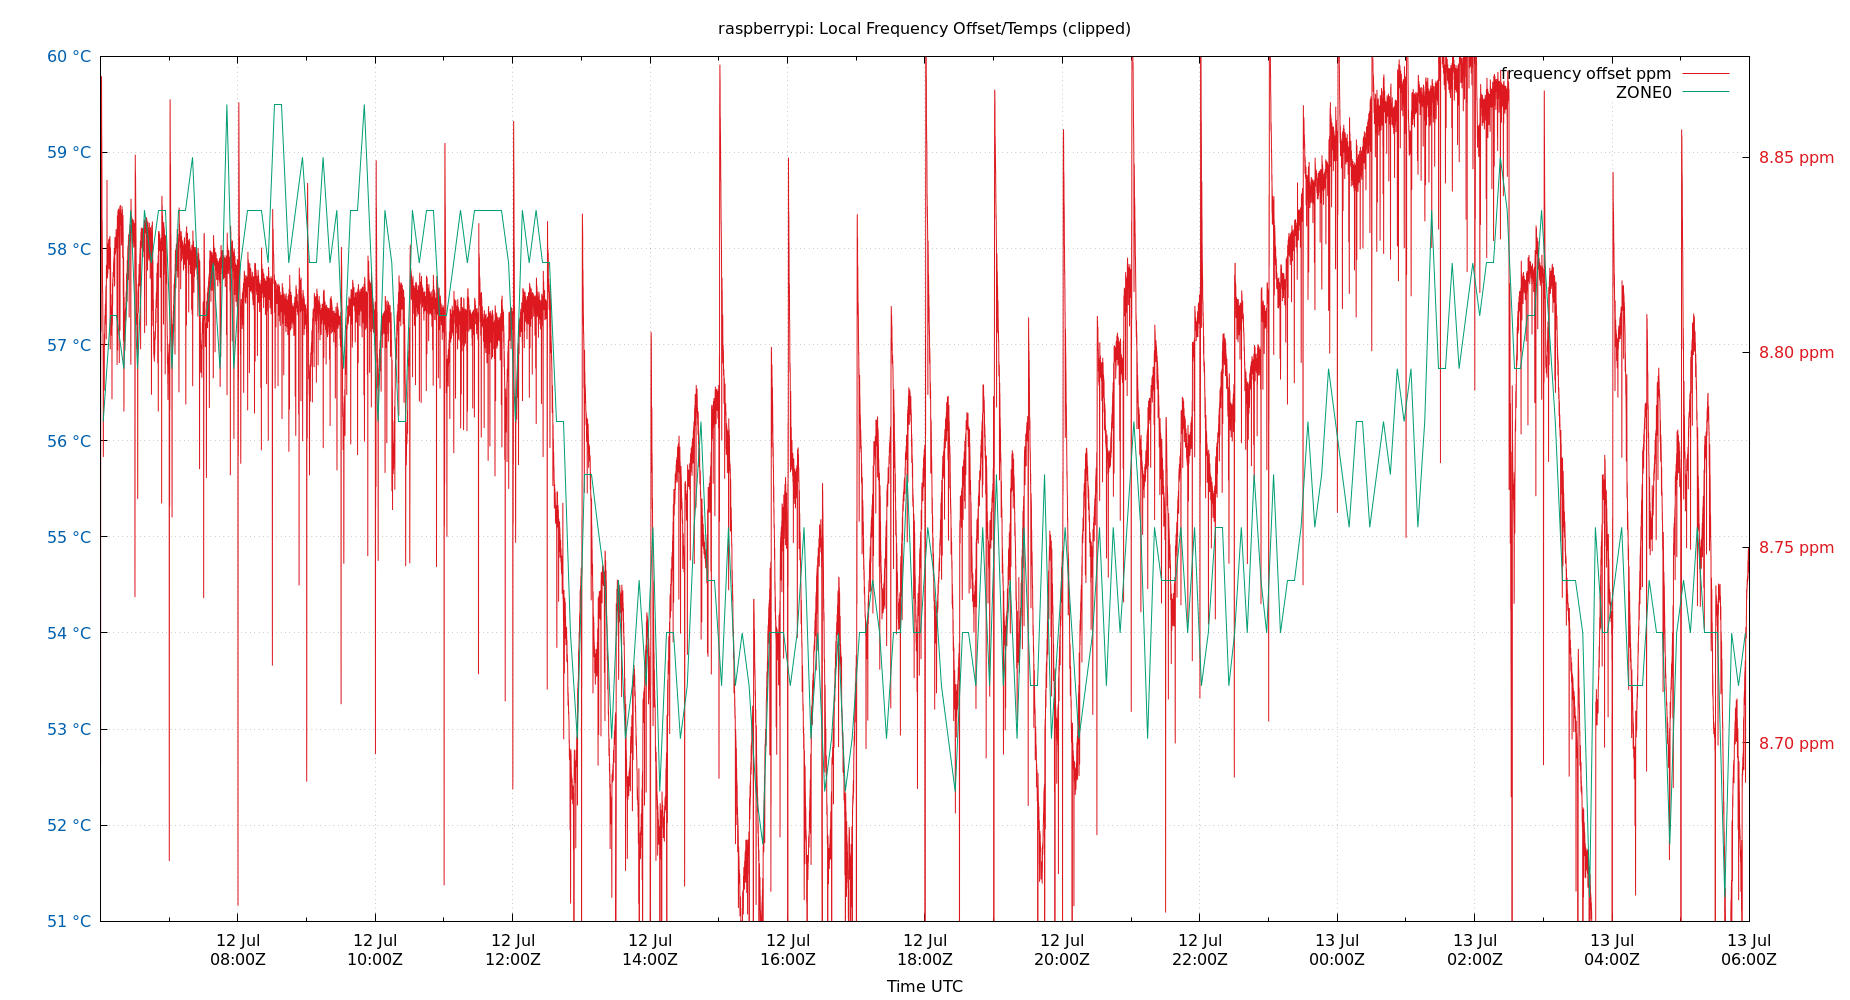 raspberrypi: Local Frequency Offset/Temps (clipped)
60 °C
59 °C
58 °C
57 °C
56 °C
55 °C
54 °C
53 °C
52 °C
51 °C
frequency offset ppm
ZONE0
8.85 ppm
8.80 ppm
8.75 ppm
8.70 ppm
12 Jul
08:00Z
12 Jul
10:00Z
12 Jul
12:00Z
12 Jul
14:00Z
12 Jul
16:00Z
12 Jul
18:00Z
12 Jul
20:00Z
12 Jul
22:00Z
13 Jul
00:00Z
13 Jul
02:00Z
13 Jul
04:00Z
13 Jul
06:00Z
Time UTC